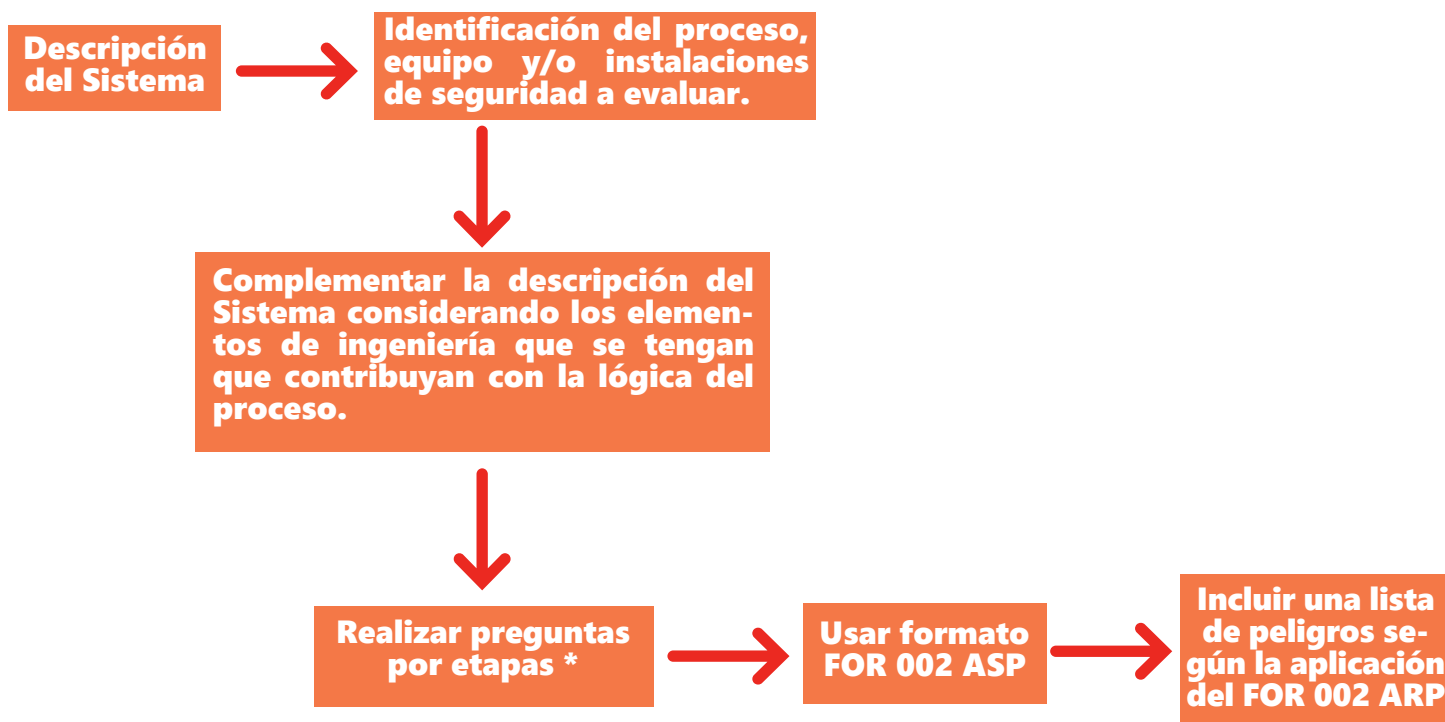 Descripción
del Sistema
Identificación del proceso,
equipo y/o instalaciones
de seguridad a evaluar.
Complementar la descripción del
Sistema considerando los elemen-
tos de ingeniería que se tengan
que contribuyan con la lógica del
proceso.
Realizar preguntas
por etapas *
Usar formato
FOR 002 ASP
Incluir una lista
de peligros se-
gún la aplicación
del FOR 002 ARP